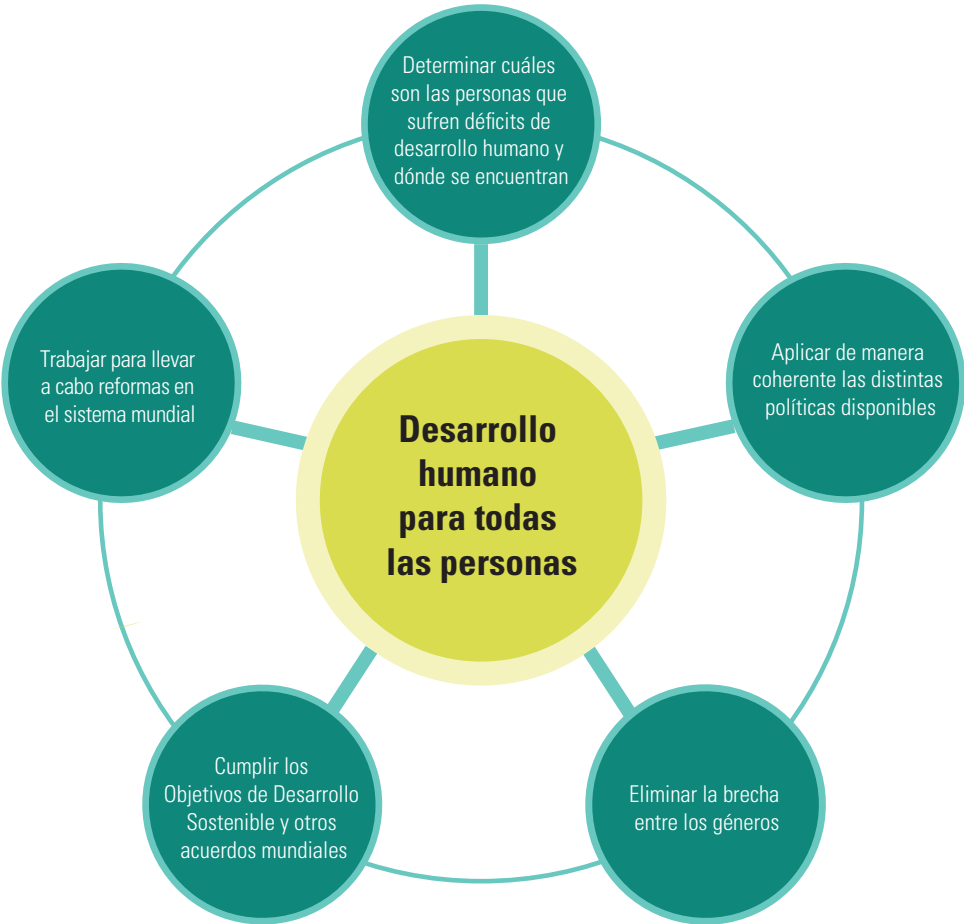 Determinar cuáles
son las personas que
sufren déficits de
desarrollo humano y
dónde se encuentran
Aplicar de manera
coherente las distintas
políticas disponibles
Eliminar la brecha
entre los géneros
Cumplir los
Objetivos de Desarrollo
Sostenible y otros
acuerdos mundiales
Trabajar para llevar
a cabo reformas en
el sistema mundial
Desarrollo
humano
para todas
las personas